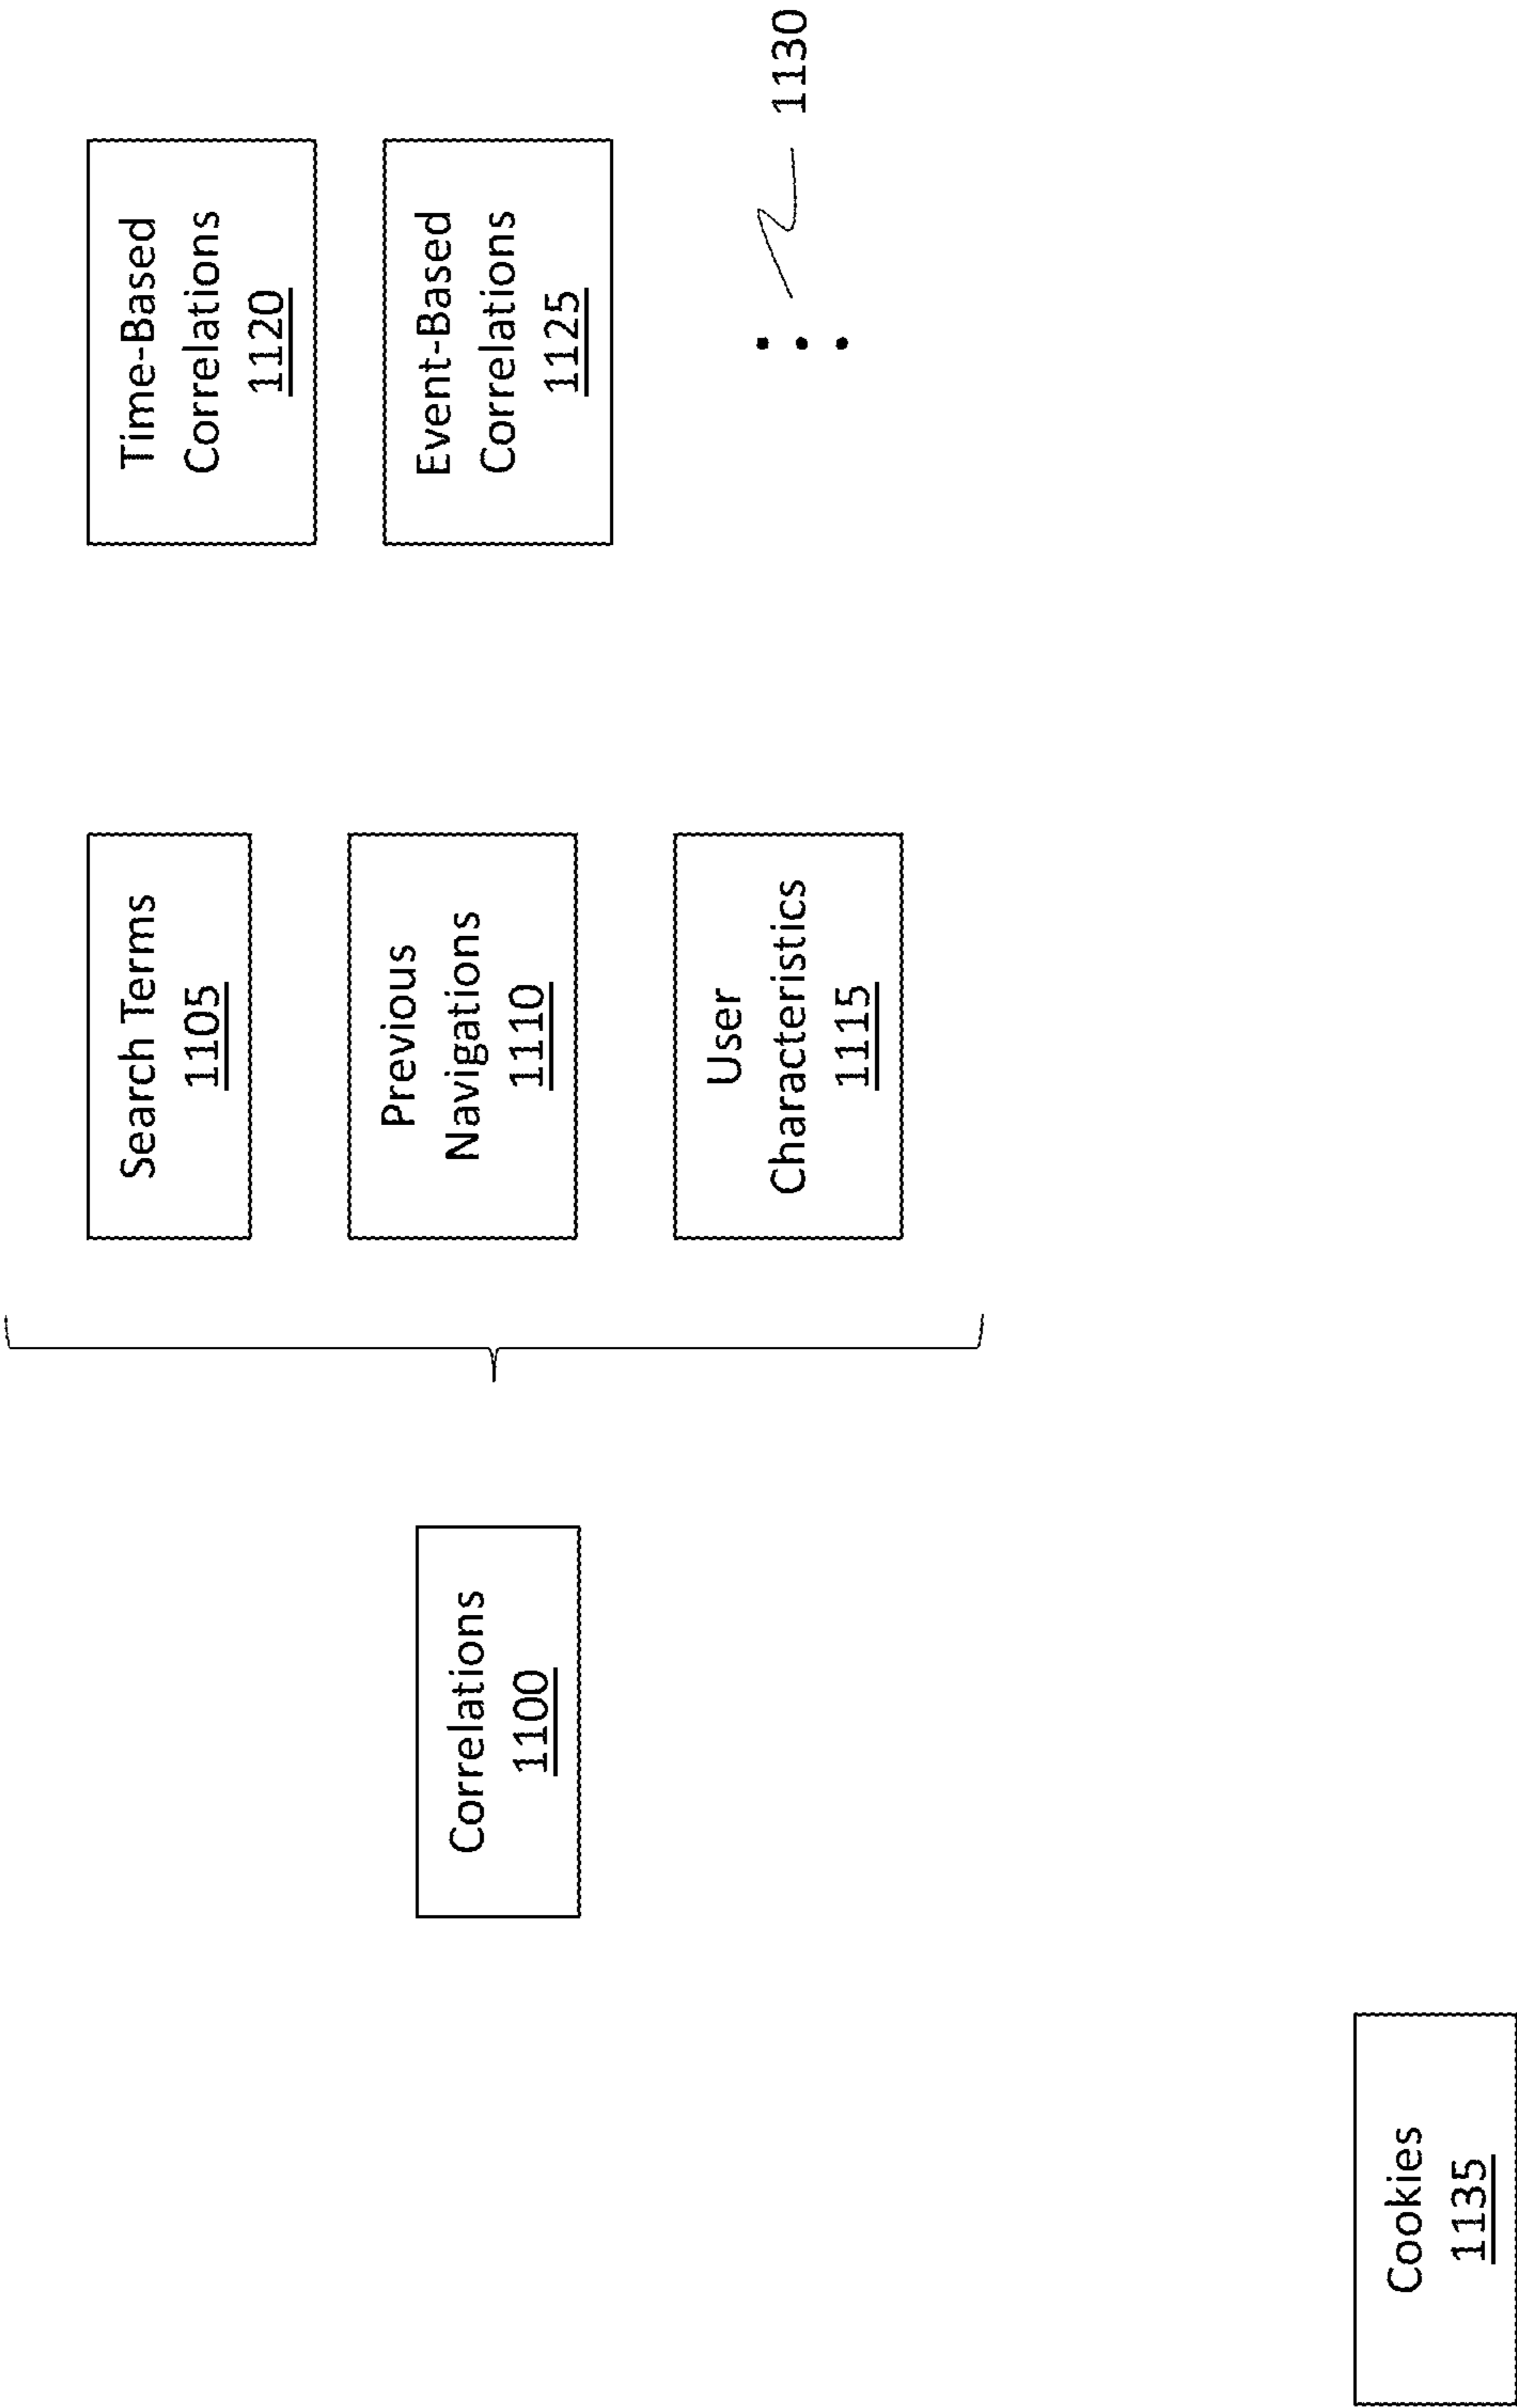 Correlations
1100
Search Terms
1105
Previous
Navigations
1110
User
Characteristics
1115
Time-Based
Correlations
1120
Event-Based
Correlations
1125
1130
Cookies
1135